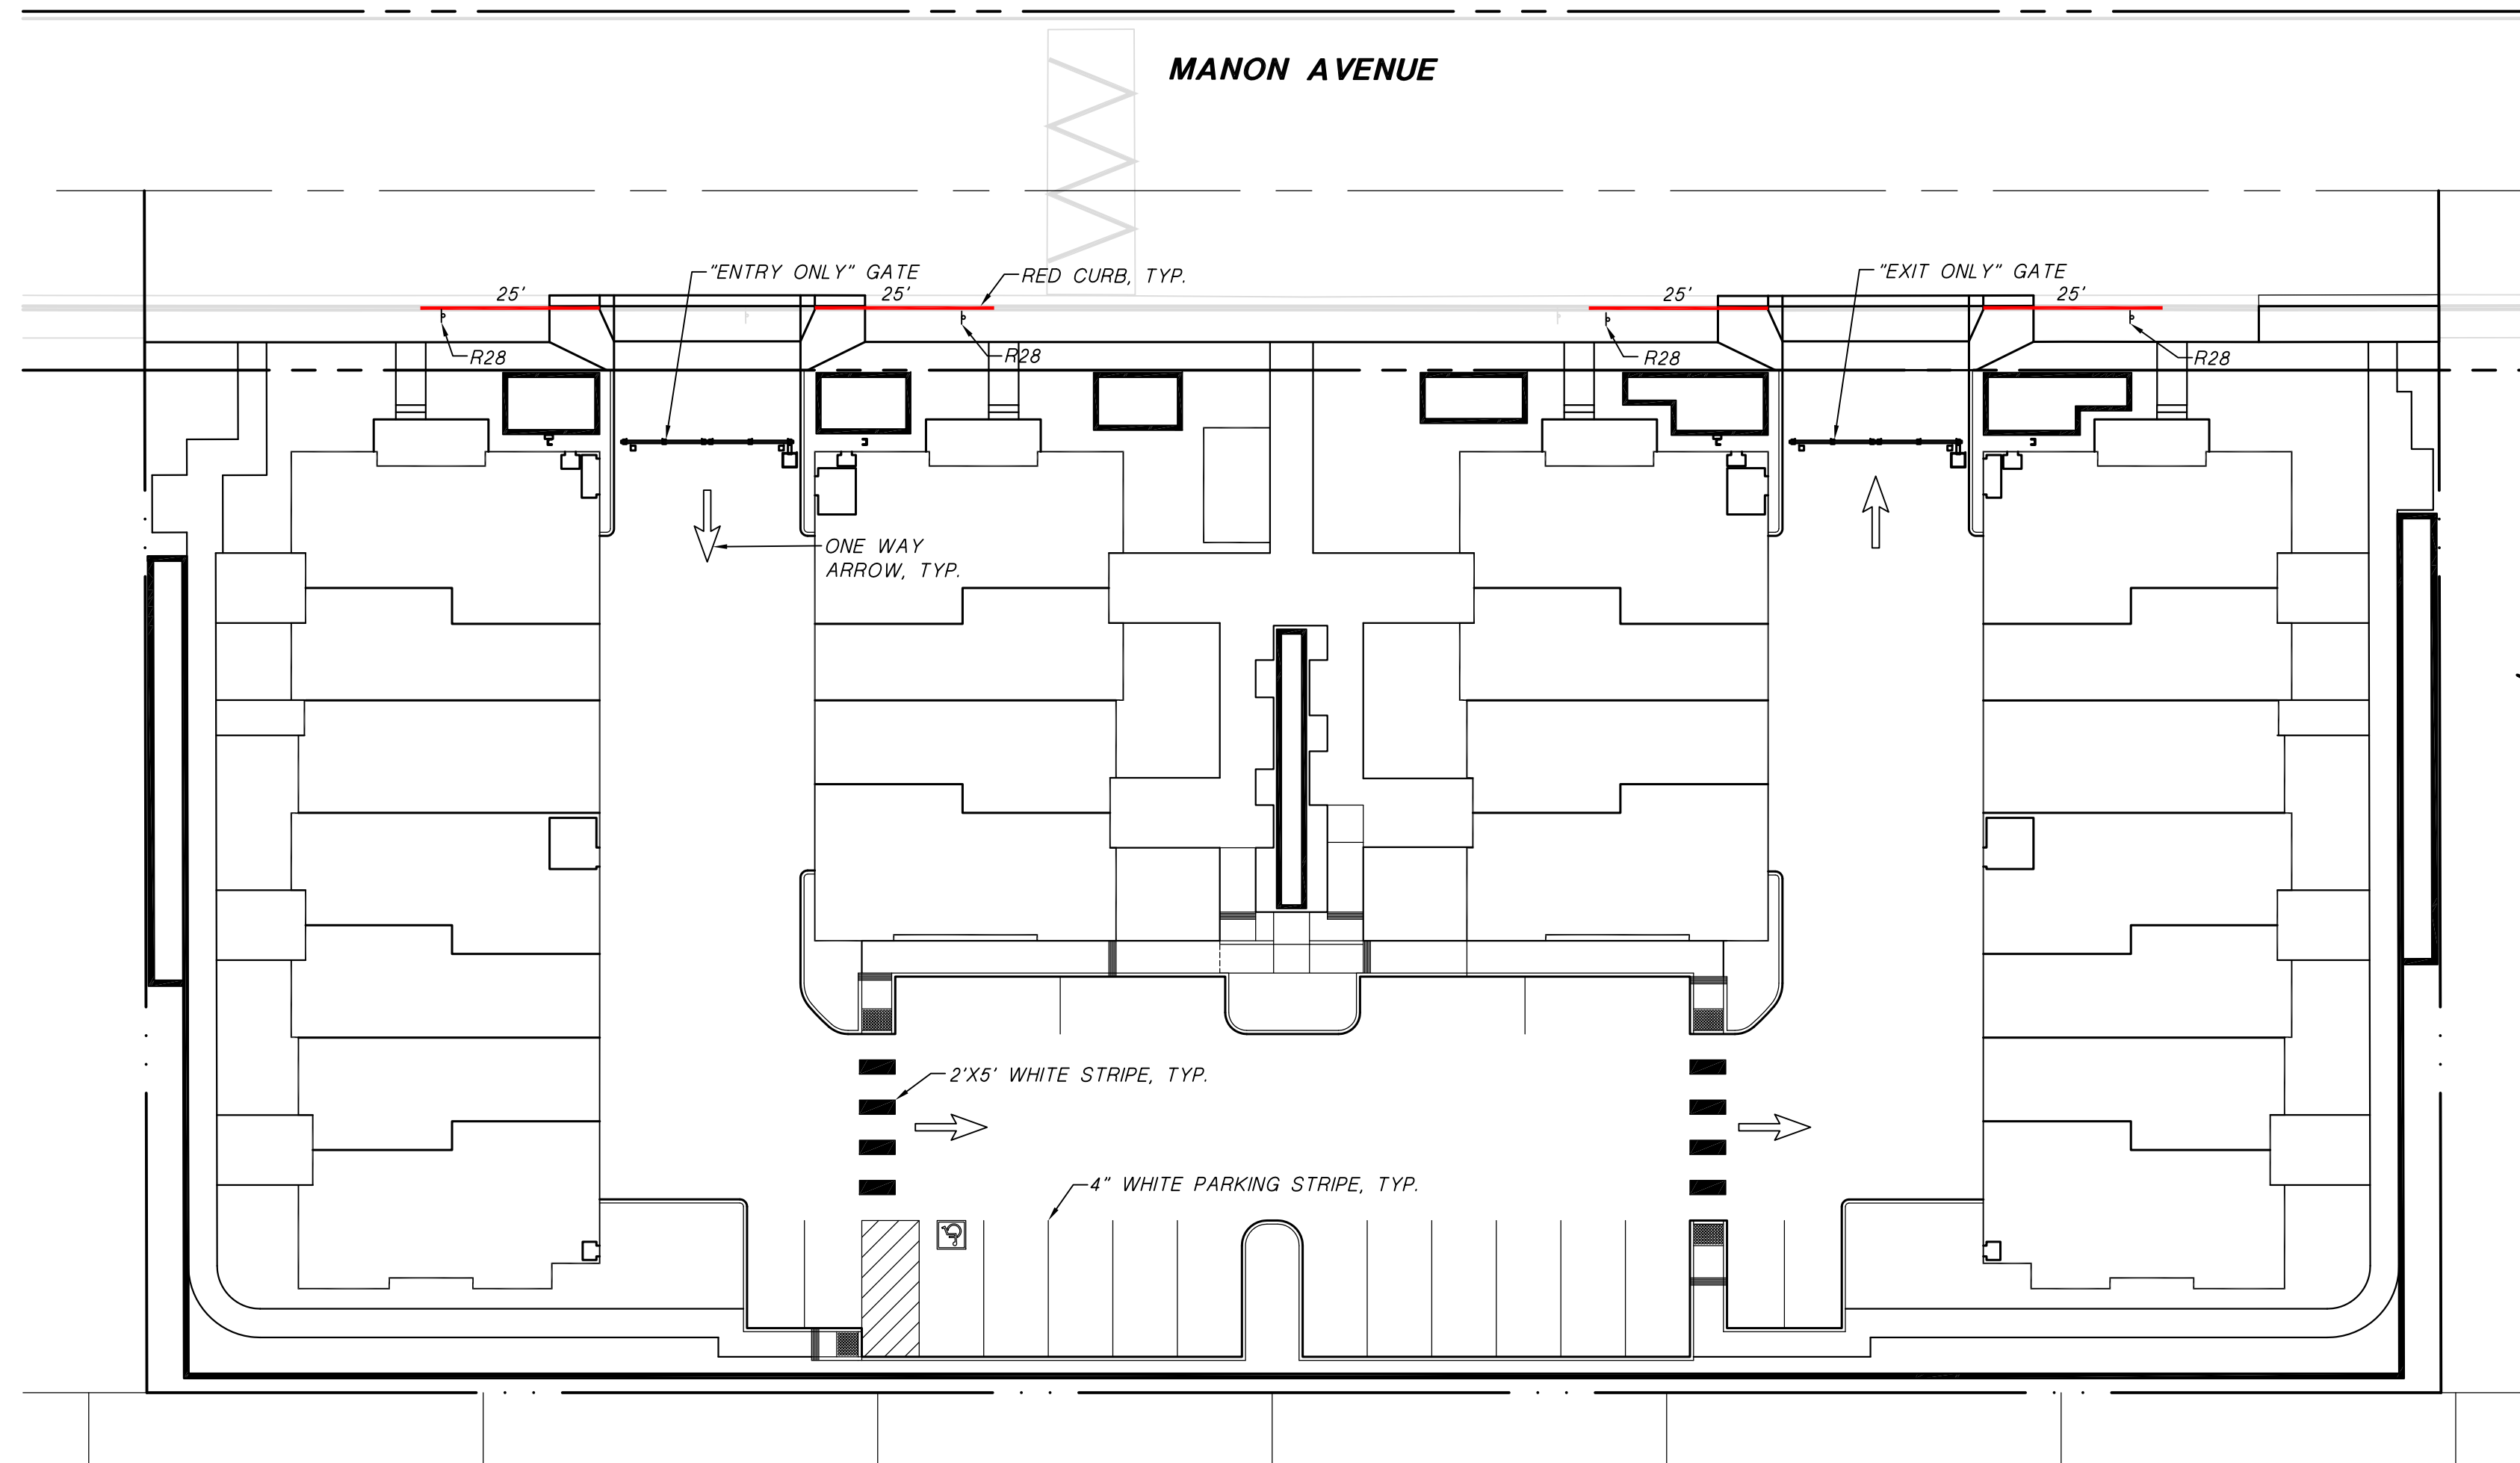 MANON AVENUE
"ENTRY ONLY" GATE
RED CURB, TYP.
"EXIT ONLY" GATE
25'
25'
25'
25'
R28
R28
R28
R28
ONE WAY
ARROW, TYP.
2'X5' WHITE STRIPE, TYP.
4" WHITE PARKING STRIPE, TYP.